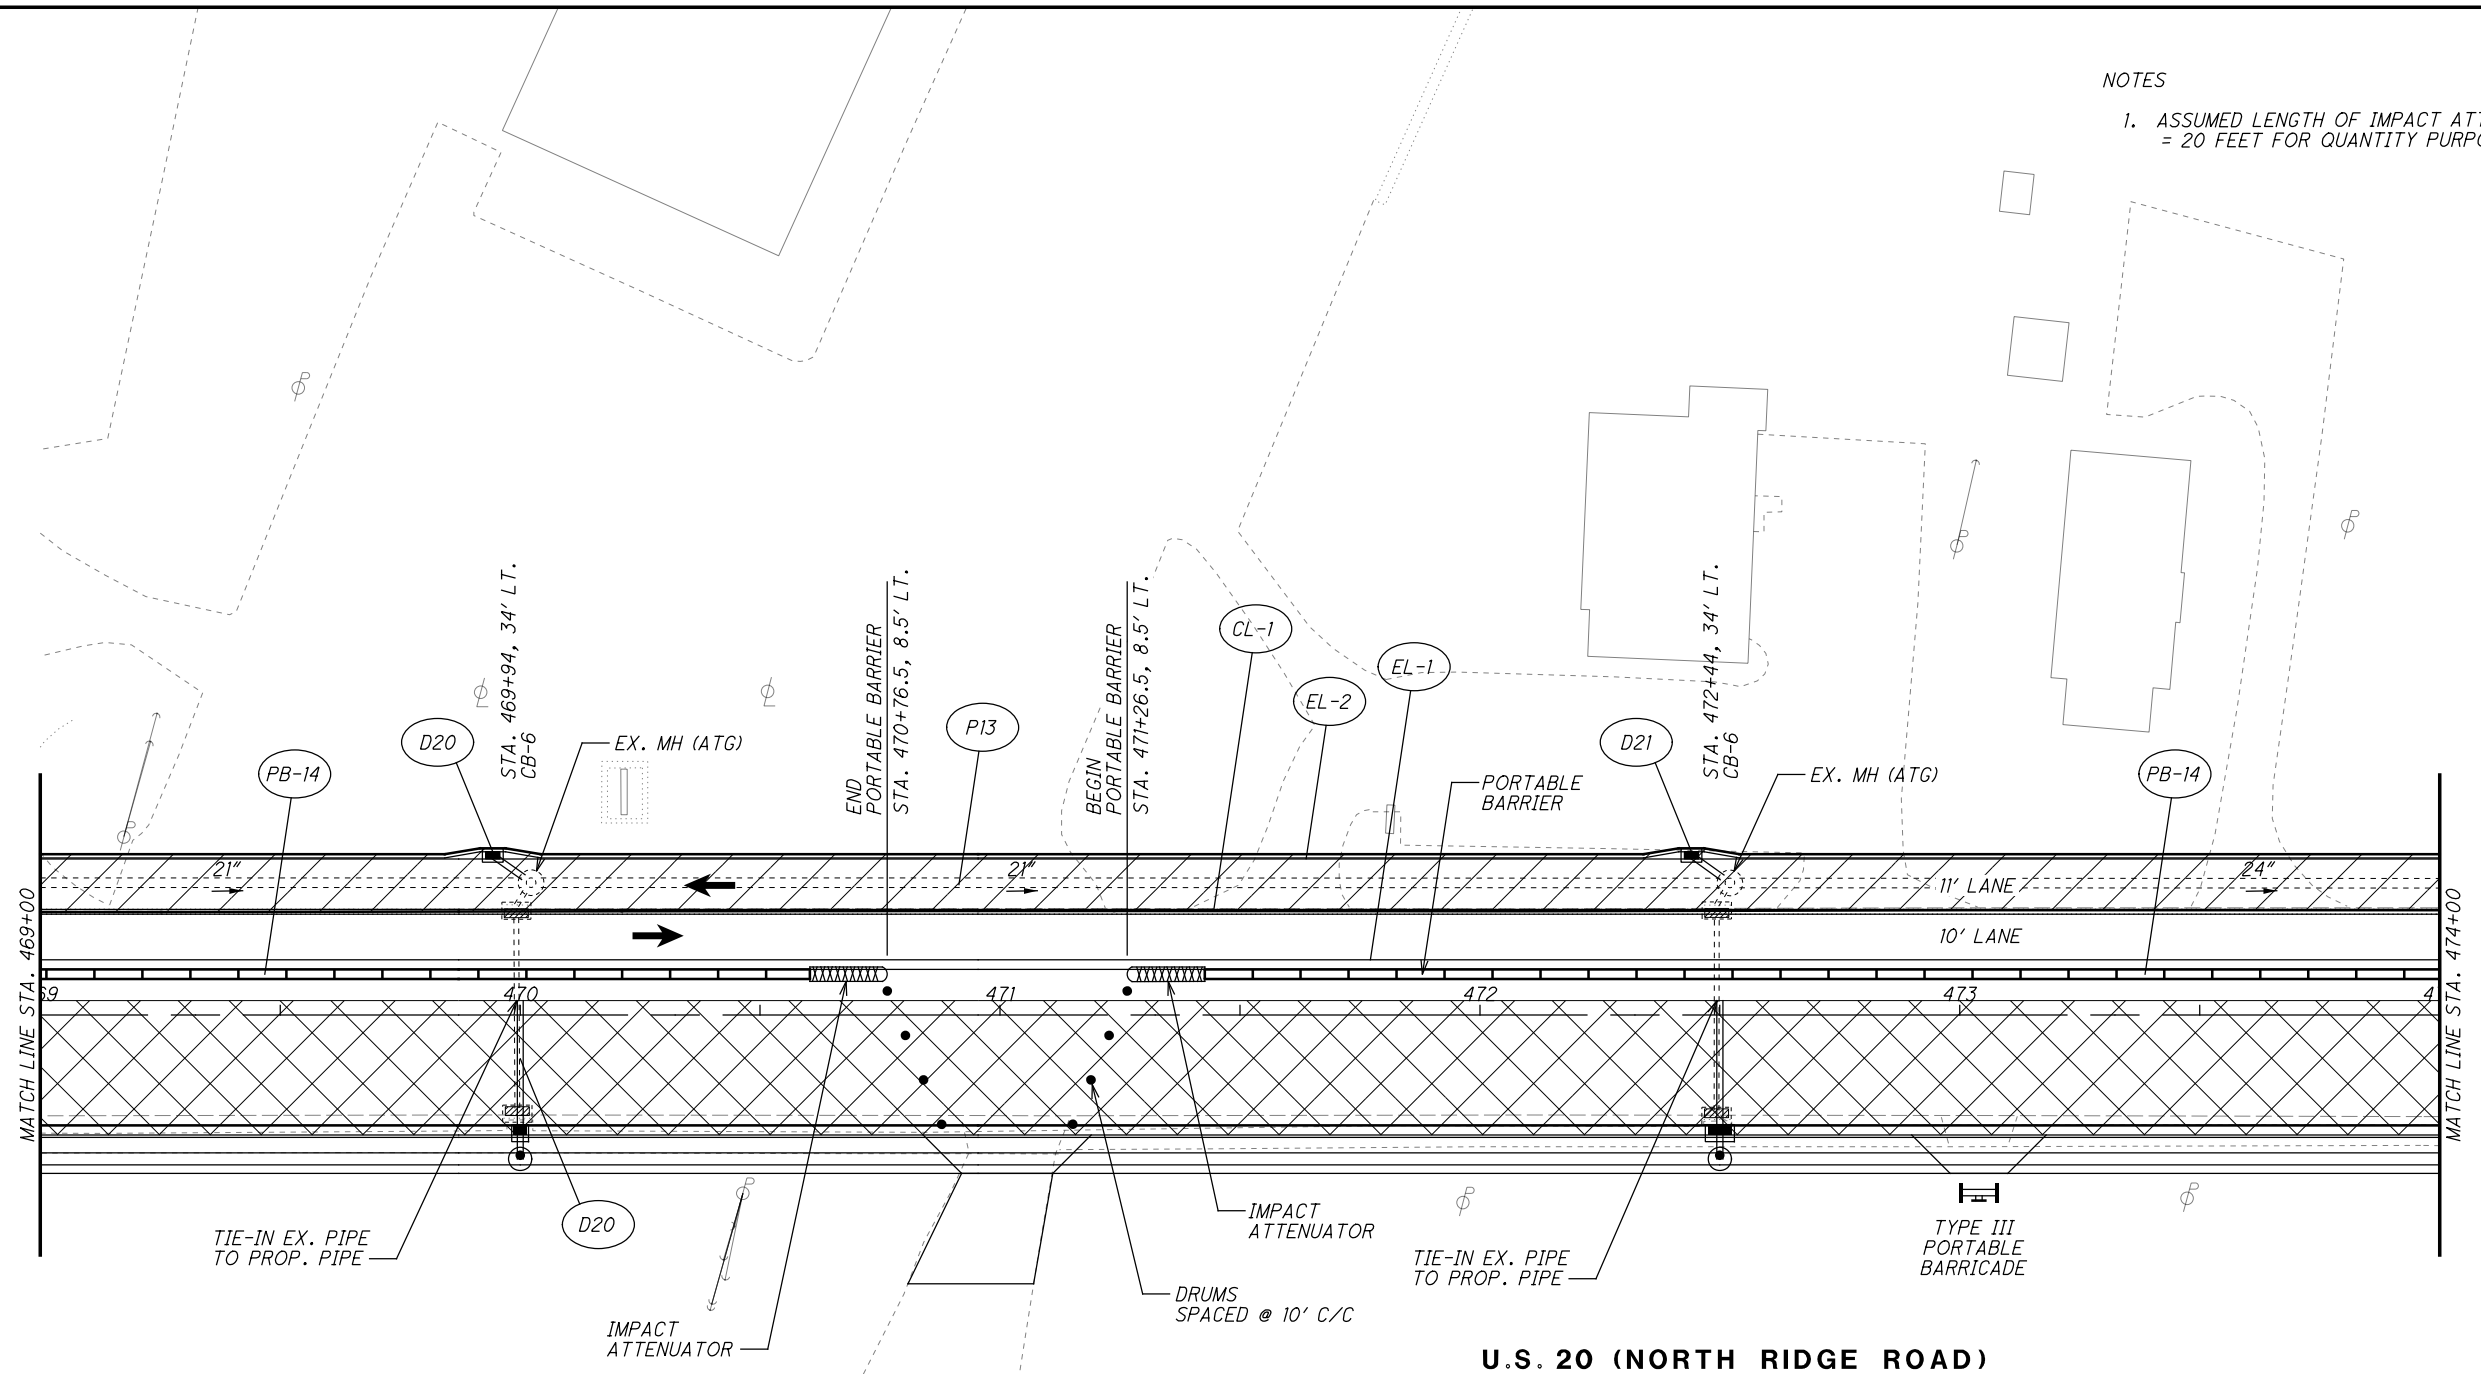 NOTES
1. ASSUMED LENGTH OF IMPACT
= 20 FEET FOR QUANTITY
STA. 469+94, 34' LT.
CB-6
END
PORTABLE BARRIER
STA. 470+76.5, 8.5' LT.
BEGIN
PORTABLE BARRIER
STA. 471+26.5, 8.5' LT.
STA. 472+44, 34' LT.
CB-6
CL-1
EL-1
EL-2
P13
D20
D21
EX. MH (ATG)
EX. MH (ATG)
PB-14
PB-14
PORTABLE
BARRIER
21"
21"
24"
11' LANE
10' LANE
MATCH LINE STA. 469+00
MATCH LINE STA. 474+00
69
470
471
472
473
4
D20
TIE-IN EX. PIPE
TO PROP. PIPE
IMPACT
ATTENUATOR
IMPACT
ATTENUATOR
DRUMS
SPACED @ 10' C/C
TIE-IN EX. PIPE
TO PROP. PIPE
TYPE III
PORTABLE
BARRICADE
U.S. 20 (NORTH RIDGE ROAD)